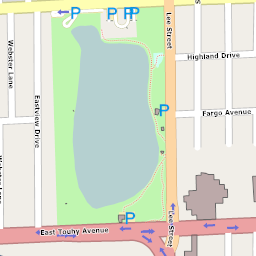 P P P P
Lee Street
Webster Lane
Highland Drive
Eastview Drive
P
Fargo Avenue
P
East Touhy Avenue
Lee Street